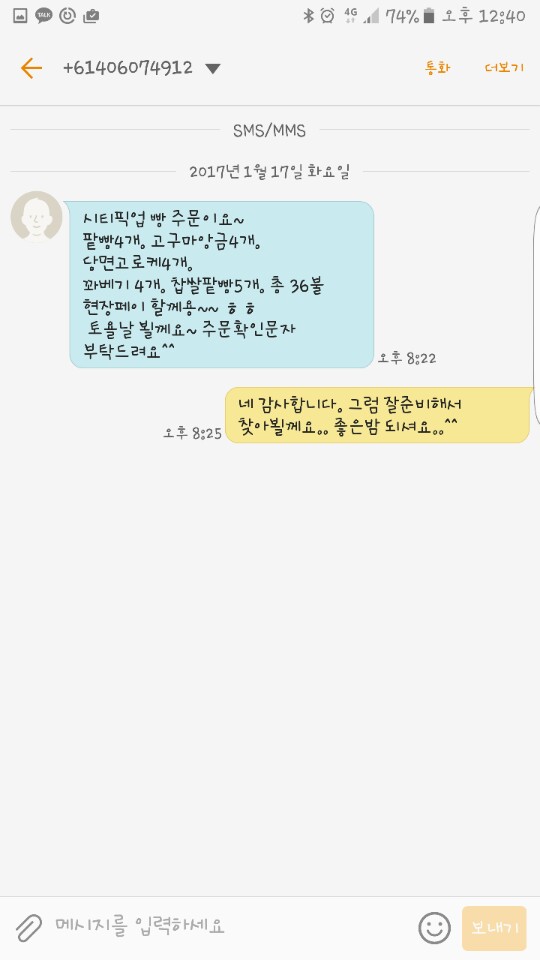 74% 오후 12:40
4G
TALK
+61406074912
통화
더보기
SMS/MMS
2017년 1월 17일 화요일
시티픽업 빵 주문이요~
팥빵4개, 고구마앙금4개,
당면고로케4개,
꽈베기 4개, 찹쌀팥빵5개, 총 36불
현장페이 할께용~~ ㅎㅎ
토욜날 뵐께요~ 주문확인문자
부탁드려요^^
오후 8:22
네 감사합니다, 그럼 잘준비해서
찾아뵐께요,, 좋은밤 되셔요,,^^
오후 8:25
메시지를 입력하세요
보내기